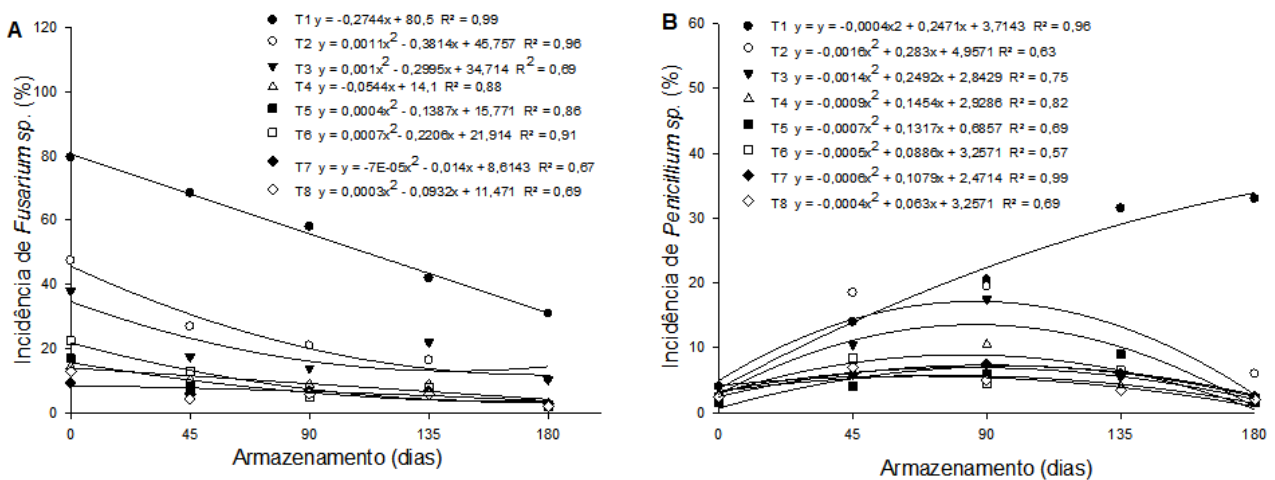 A
T1 y = -0,2744x + 80,5 R² = 0,99
T2 y = 0,0011x² - 0,3814x + 45,757 R² = 0,96
T3 y = 0,001x² - 0,2995x + 34,714 R² = 0,69
T4 y = -0,0544x + 14,1 R² = 0,88
T5 y = 0,0004x² - 0,1387x + 15,771 R² = 0,86
T6 y = 0,0007x² - 0,2206x + 21,914 R² = 0,91
T7 y = y = -7E-05x² - 0,014x + 8,6143 R² = 0,67
T8 y = 0,0003x² - 0,0932x + 11,471 R² = 0,69
Incidência de Fusarium sp. (%)
120
100
80
60
40
20
0
0 45 90 135 180
Armazenamento (dias)
B
T1 y = y = -0,0004x2 + 0,2471x + 3,7143 R² = 0,96
T2 y = -0,0016x² + 0,283x + 4,9571 R² = 0,63
T3 y = -0,0014x² + 0,2492x + 2,8429 R² = 0,75
T4 y = -0,0009x² + 0,1454x + 2,9286 R² = 0,82
T5 y = -0,0007x² + 0,1317x + 0,6857 R² = 0,69
T6 y = -0,0005x² + 0,0886x + 3,2571 R² = 0,57
T7 y = -0,0006x² + 0,1079x + 2,4714 R² = 0,99
T8 y = -0,0004x² + 0,063x + 3,2571 R² = 0,69
Incidência de Penicillium sp. (%)
60
50
40
30
20
10
0
0 45 90 135 180
Armazenamento (dias)